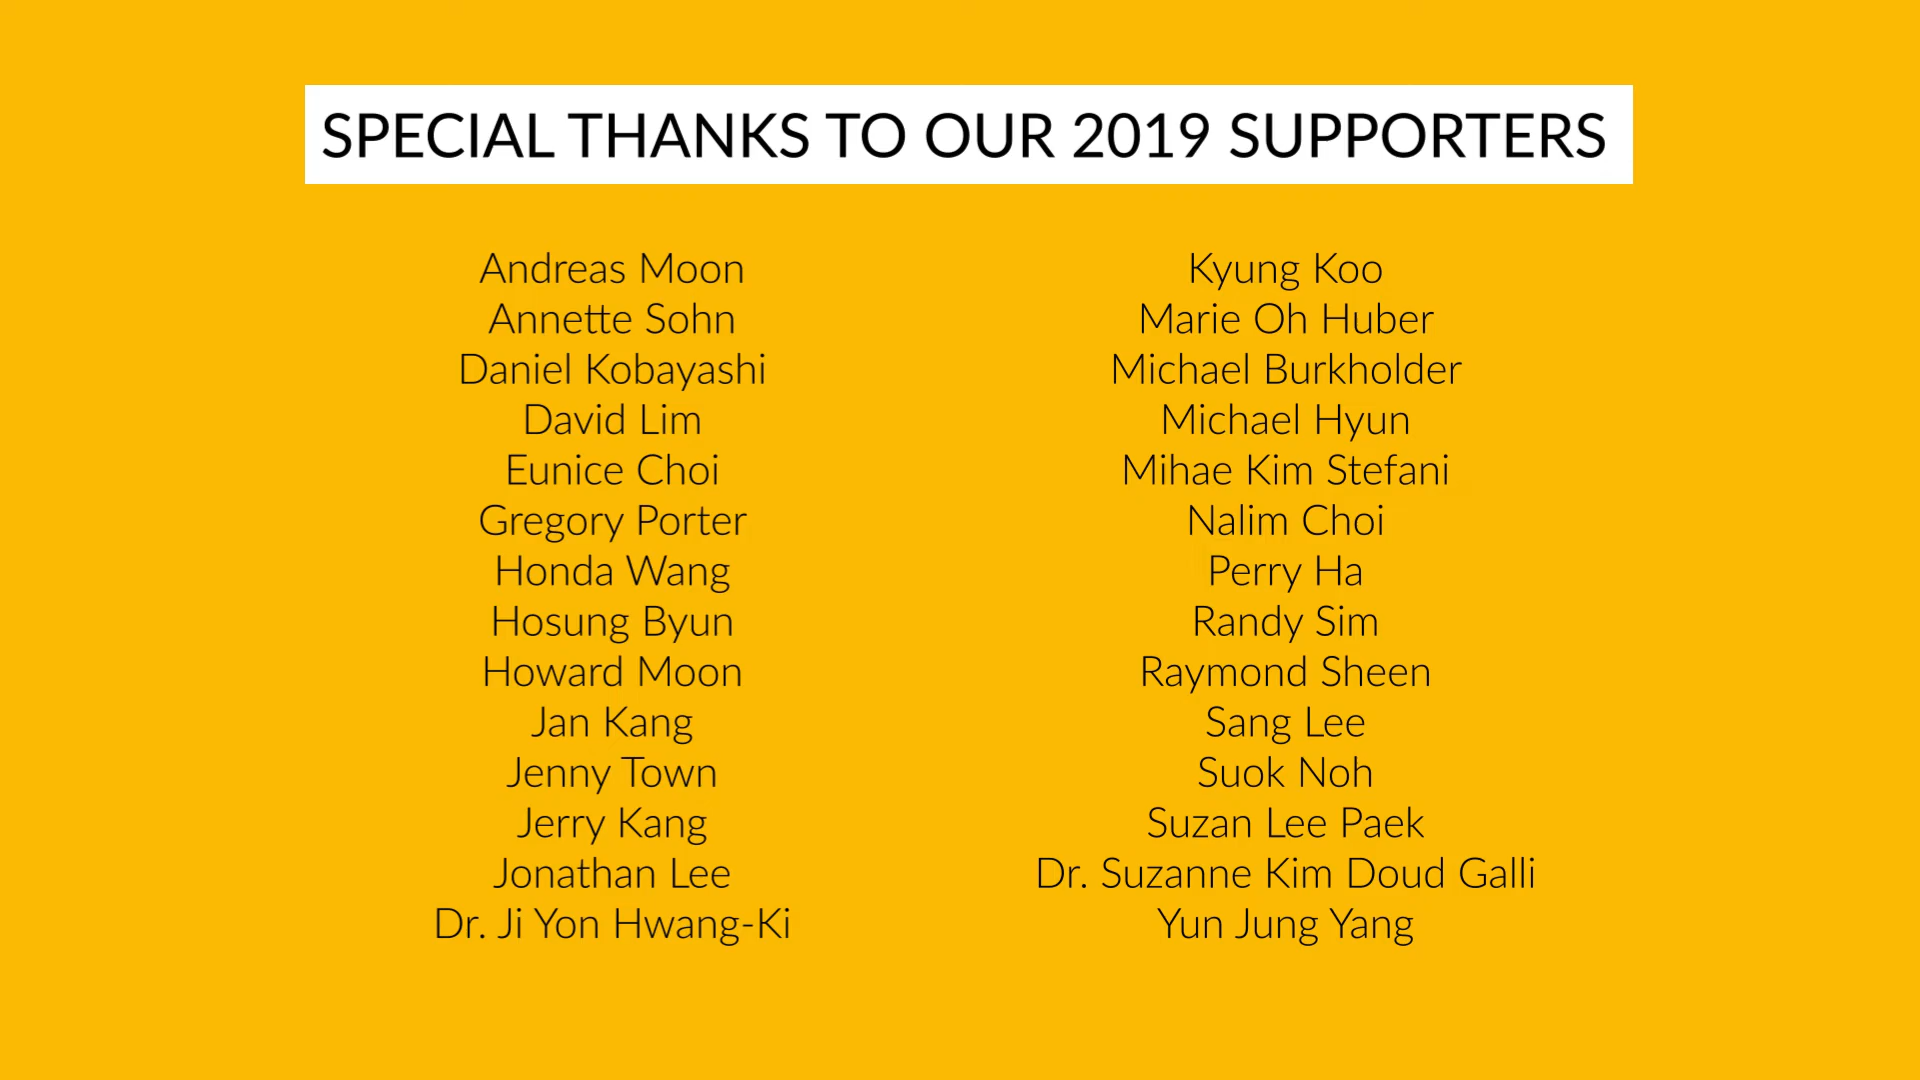 SPECIAL THANKS TO OUR 2019 SUPPORTERS
Andreas Moon
Annette Sohn
Daniel Kobayashi
David Lim
Eunice Choi
Gregory Porter
Honda Wang
Hosung Byun
Howard Moon
Jan Kang
Jenny Town
Jerry Kang
Jonathan Lee
Dr. Ji Yon Hwang-Ki
Kyung Koo
Marie Oh Huber
Michael Burkholder
Michael Hyun
Mihae Kim Stefani
Nalim Choi
Perry Ha
Randy Sim
Raymond Sheen
Sang Lee
Suok Noh
Suzan Lee Paek
Dr. Suzanne Kim Doud Galli
Yun Jung Yang